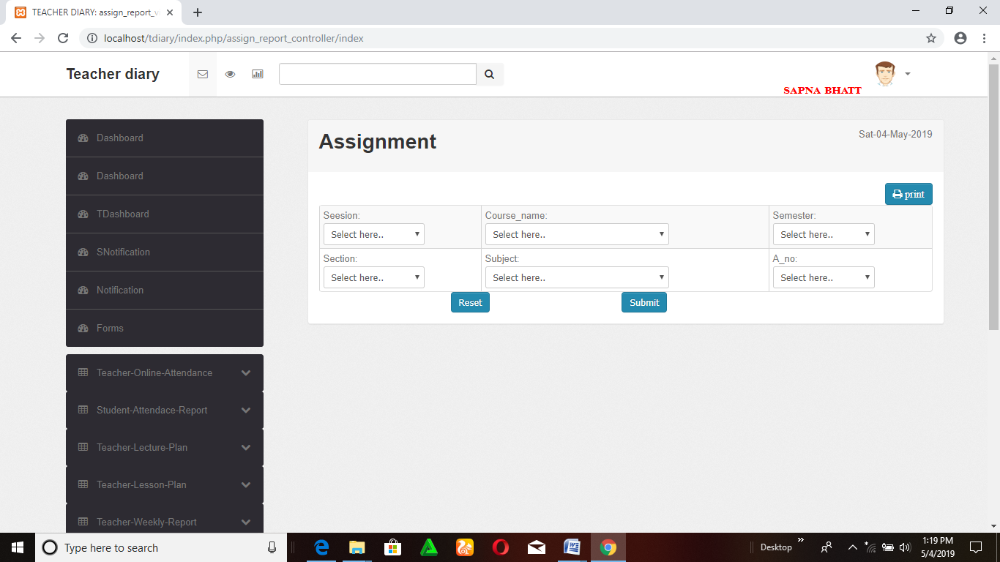 TEACHER DIARY: assign_report_v
localhost/tdiary/index.php/assign_report_controller/index
Teacher diary
SAPNA BHATT
Dashboard
Dashboard
TDashboard
SNotification
Notification
Forms
Teacher-Online-Attendance
Student-Attendace-Report
Teacher-Lecture-Plan
Teacher-Lesson-Plan
Teacher-Weekly-Report
Assignment
Sat-04-May-2019
print
Seesion: Course_name: Semester:
Select here.. Select here.. Select here..
Section: Subject: A_no:
Select here.. Select here.. Select here..
Reset Submit
Type here to search
Desktop
1:19 PM
5/4/2019